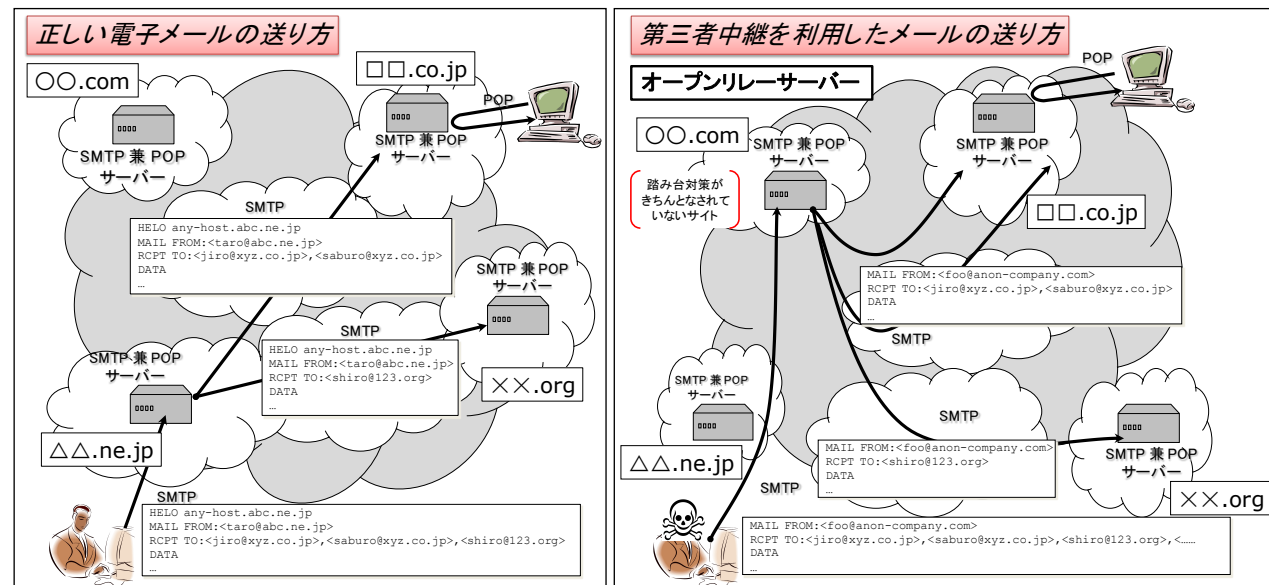 正しい電子メールの送り方
〇〇.com
SMTP 兼 POP
サーバー
□□.co.jp
POP
SMTP 兼 POP
サーバー
SMTP
HELO any-host.abc.ne.jp
MAIL FROM:<taro@abc.ne.jp>
RCPT TO:<jiro@xyz.co.jp>,<saburo@xyz.co.jp>
DATA
…
SMTP 兼 POP
サーバー
××.org
SMTP
HELO any-host.abc.ne.jp
MAIL FROM:<taro@abc.ne.jp>
RCPT TO:<shiro@123.org>
DATA
…
SMTP 兼 POP
サーバー
△△.ne.jp
SMTP
HELO any-host.abc.ne.jp
MAIL FROM:<taro@abc.ne.jp>
RCPT TO:<jiro@xyz.co.jp>,<saburo@xyz.co.jp>,<shiro@123.org>
DATA
…
第三者中継を利用したメールの送り方
オープンリレーサーバー
〇〇.com
SMTP 兼 POP
サーバー
踏み台対策が
きちんとなされて
いないサイト
POP
SMTP 兼 POP
サーバー
□□.co.jp
MAIL FROM:<foo@anon-company.com>
RCPT TO:<jiro@xyz.co.jp>,<saburo@xyz.co.jp>
DATA
…
SMTP
SMTP 兼 POP
サーバー
△△.ne.jp
SMTP
MAIL FROM:<foo@anon-company.com>
RCPT TO:<shiro@123.org>
DATA
…
SMTP 兼 POP
サーバー
××.org
SMTP
MAIL FROM:<foo@anon-company.com>
RCPT TO:<jiro@xyz.co.jp>,<saburo@xyz.co.jp>,<shiro@123.org>,<……
DATA
…